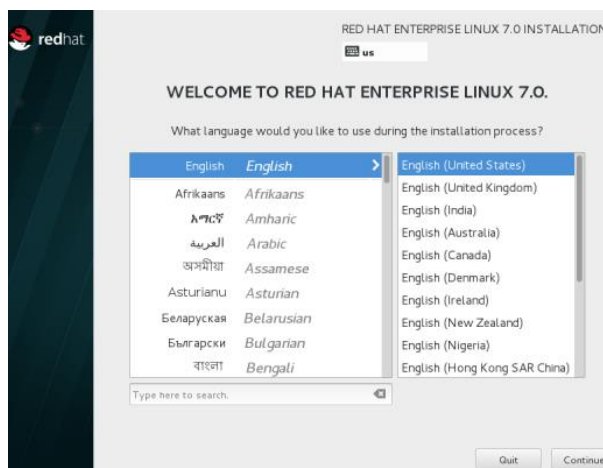 redhat
RED HAT ENTERPRISE LINUX 7.0 INSTALLATION
us
WELCOME TO RED HAT ENTERPRISE LINUX 7.0.
What language would you like to use during the installation process?
English English
Afrikaans Afrikaans
አማርኛ Amharic
العربية Arabic
অসমীয়া Assamese
Asturianu Asturian
Беларуская Belarusian
Български Bulgarian
বাংলা Bengali
English (United States)
English (United Kingdom)
English (India)
English (Australia)
English (Canada)
English (Denmark)
English (Ireland)
English (New Zealand)
English (Nigeria)
English (Hong Kong SAR China)
Type here to search.
Quit
Continue